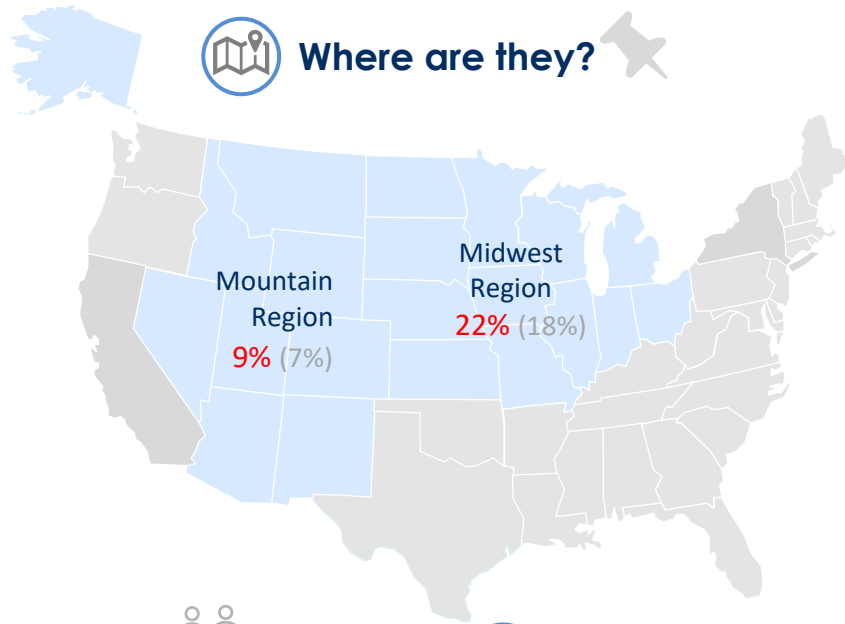 Where are they?
Mountain
Region
9% (7%)
Midwest
Region
22% (18%)